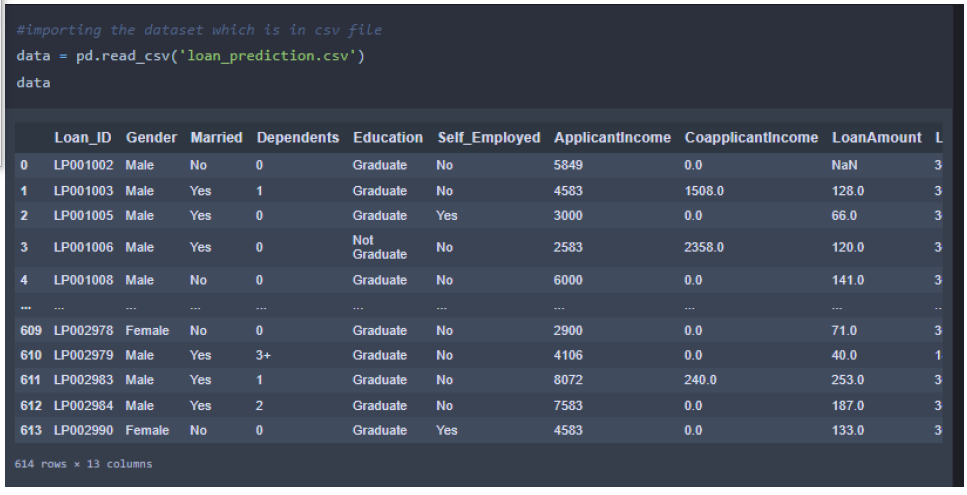 #importing the dataset which is in csv file
data = pd.read_csv('loan_prediction.csv')
data
Loan_ID Gender Married Dependents Education Self_Employed ApplicantIncome CoapplicantIncome LoanAmount L
0 LP001002 Male No 0 Graduate No 5849 0.0 NaN 3
1 LP001003 Male Yes 1 Graduate No 4583 1508.0 128.0 3
2 LP001005 Male Yes 0 Graduate Yes 3000 0.0 66.0 3
3 LP001006 Male Yes 0 Not Graduate No 2583 2358.0 120.0 3
4 LP001008 Male No 0 Graduate No 6000 0.0 141.0 3
... ... ... ... ... ... ... ... ... ... ..
609 LP002978 Female No 0 Graduate No 2900 0.0 71.0 3
610 LP002979 Male Yes 3+ Graduate No 4106 0.0 40.0 1
611 LP002983 Male Yes 1 Graduate No 8072 240.0 253.0 3
612 LP002984 Male Yes 2 Graduate No 7583 0.0 187.0 3
613 LP002990 Female No 0 Graduate Yes 4583 0.0 133.0 3
614 rows × 13 columns